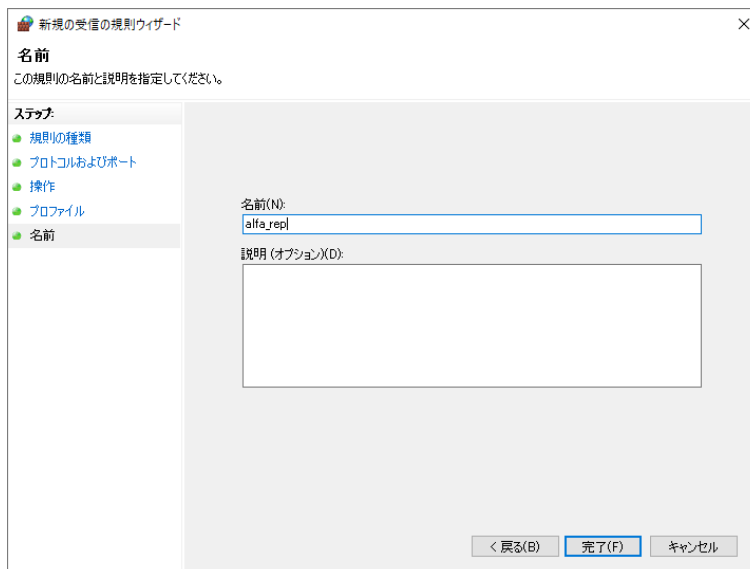 新規の受信の規則ウィザード
名前
この規則の名前と説明を指定してください。
ステップ:
規則の種類
プロトコルおよびポート
操作
プロファイル
名前
名前(N):
alfa_rep
説明 (オプション)(D):
< 戻る(B)
完了(F)
キャンセル